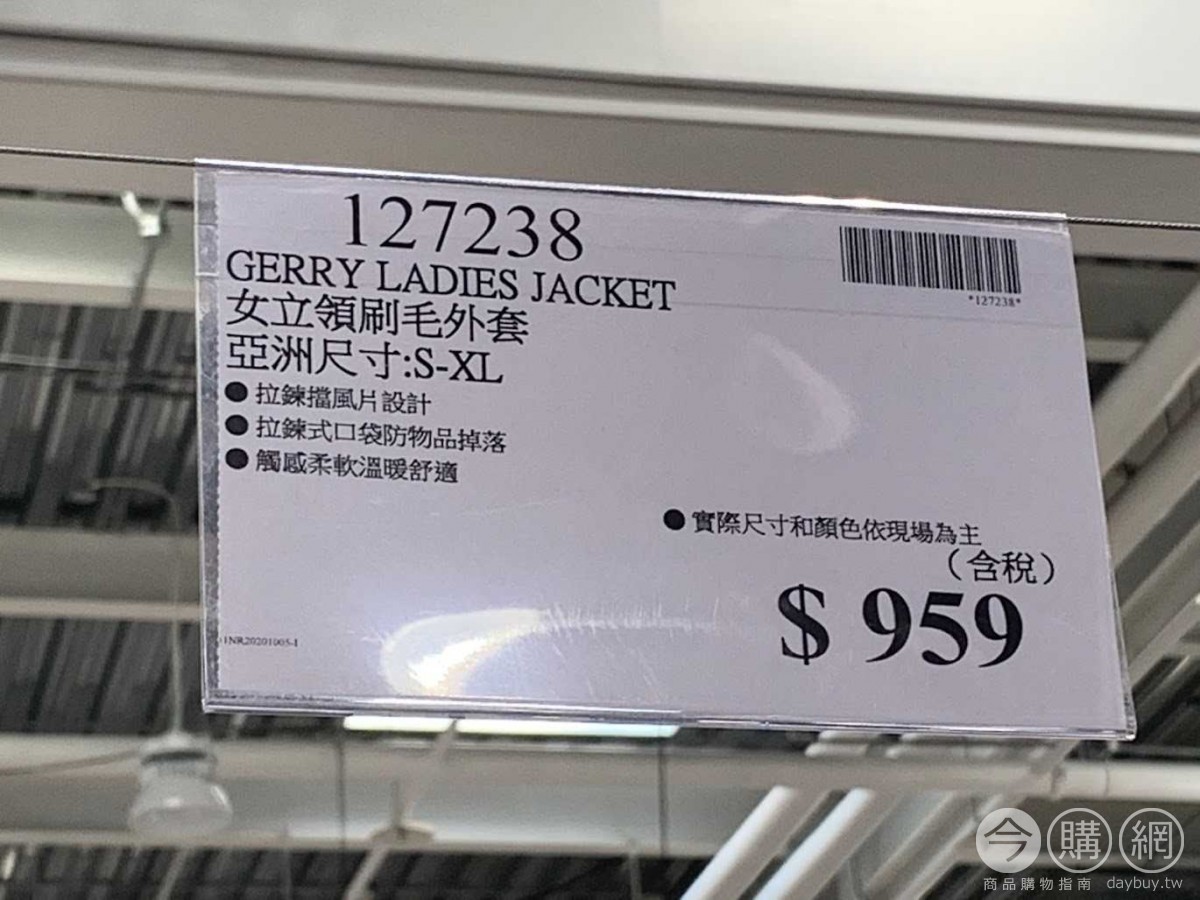 127238
GERRY LADIES JACKET
女立領刷毛外套
亞洲尺寸:S-XL
*127238*
● 拉鍊擋風片設計
● 拉鍊式口袋防物品掉落
● 觸感柔軟溫暖舒適
● 實際尺寸和顏色依現場為主
(含稅)
$ 959
今購網
商品購物指南 daybuy.tw